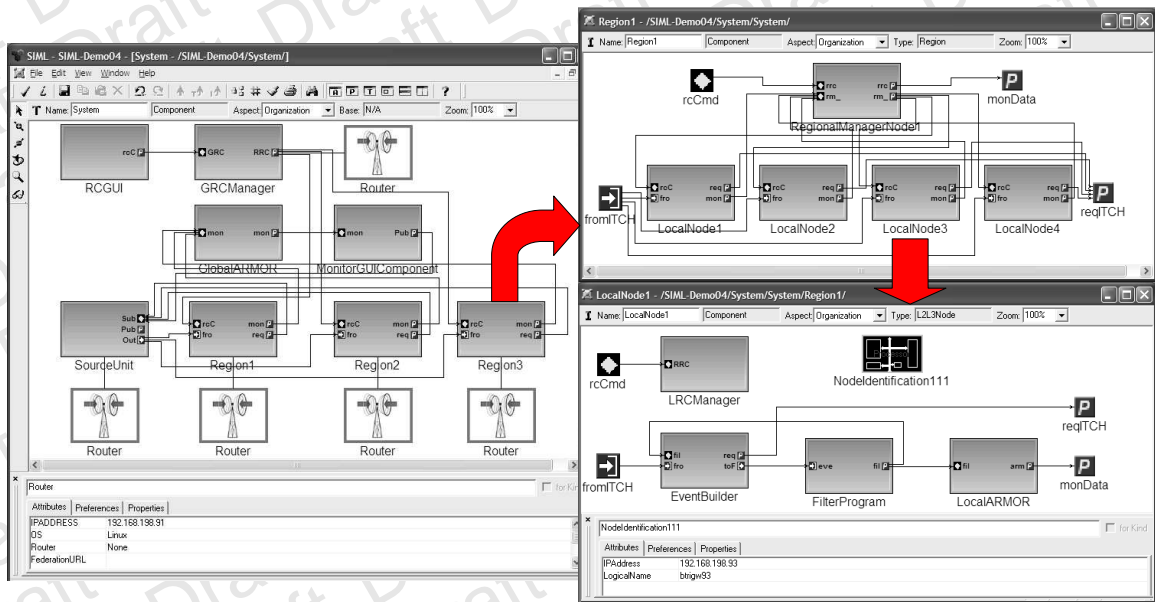 SIML - SIML-Demo04 - [System - /SIML-Demo04/System/]
File Edit View Window Help
Name: System Component Aspect: Organization Base: N/A Zoom: 100%
rcC
RCGUI
GRC RRC
GRCManager
Router
mon mon
GlobalARMOR
mon Pub
MonitorGUIComponent
Sub
Pub
Out
SourceUnit
rcC mon
fro req
Region1
rcC mon
fro req
Region2
rcC mon
fro req
Region3
Router
Router
Router
Router
Router
for Kin
Attributes Preferences Properties
IPADDRESS 192.168.198.91
OS Linux
Router None
FederationURL
Region1 - /SIML-Demo04/System/System/
Name: Region1 Component Aspect: Organization Type: Region Zoom: 100%
rcCmd
rrc rrc
rm_ rm_
RegionalManagerNode1
P
monData
fromITCH
rcC req
fro mon
LocalNode1
rcC req
fro mon
LocalNode2
rcC req
fro mon
LocalNode3
rcC req
fro mon
LocalNode4
P
reqITCH
LocalNode1 - /SIML-Demo04/System/System/Region1/
Name: LocalNode1 Component Aspect: Organization Type: L2L3Node Zoom: 100%
rcCmd
RRC
LRCManager
Processor
NodeIdentification111
P
reqITCH
fromITCH
fil req
fro toF
EventBuilder
eve fil
FilterProgram
fil arm
LocalARMOR
P
monData
NodeIdentification111
for Kind
Attributes Preferences Properties
IPAddress 192.168.198.93
LogicalName btrigw93
Draft